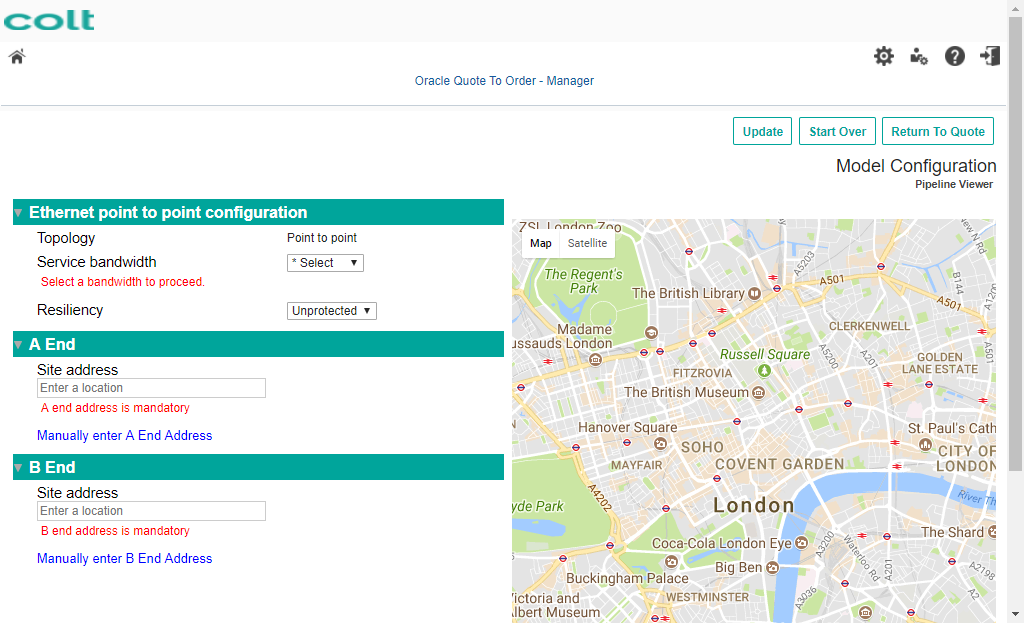 colt
Oracle Quote To Order - Manager
Update
Start Over
Return To Quote
Model Configuration
Pipeline Viewer
Ethernet point to point configuration
Topology
Point to point
Service bandwidth
* Select
Select a bandwidth to proceed.
Resiliency
Unprotected
A End
Site address
Enter a location
A end address is mandatory
Manually enter A End Address
B End
Site address
Enter a location
B end address is mandatory
Manually enter B End Address
ZSL London Zoo
Map
Satellite
The Regent's
Park
A5203
A501
B144
A1200
New N Rd
The British Library
A501
CLERKENWELL
Madame
ussauds London
Russell Square
A5200
A201
A501
GOLDEN
LANE ESTATE
FITZROVIA
The British Museum
Hanover Square
St. Paul's Cath
SOHO
CITY OF
LONDON
MAYFAIR
COVENT GARDEN
A4202
yde Park
London
River Th
The Shard
Coca-Cola London Eye
A3200
Waterloo Rd
A201
A2198
A2
Big Ben
Buckingham Palace
A3036
WESTMINSTER
Victoria and
Albert Museum